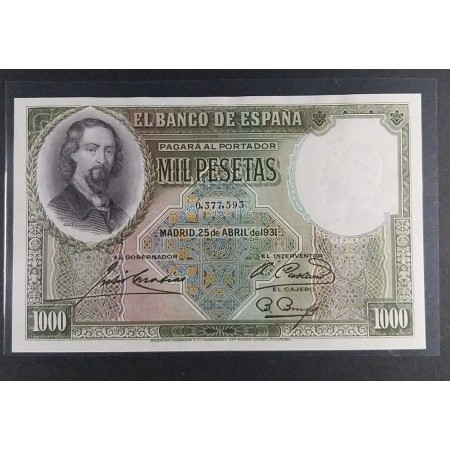 EL BANCO DE ESPAÑA
PAGARÁ AL PORTADOR
MIL PESETAS
0.377.593
MADRID, 25 de ABRIL de 1931
EL GOBERNADOR
EL INTERVENTOR
EL CAJERO
1000
1000